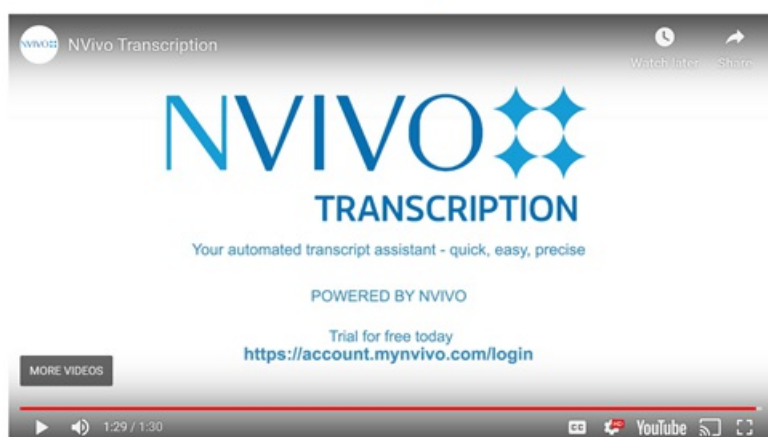 NVIVO
NVivo Transcription
Watch later
Share
NVIVO
TRANSCRIPTION
Your automated transcript assistant - quick, easy, precise
POWERED BY NVIVO
Trial for free today
https://account.mynvivo.com/login
MORE VIDEOS
1:29 / 1:30
CC
HD
YouTube